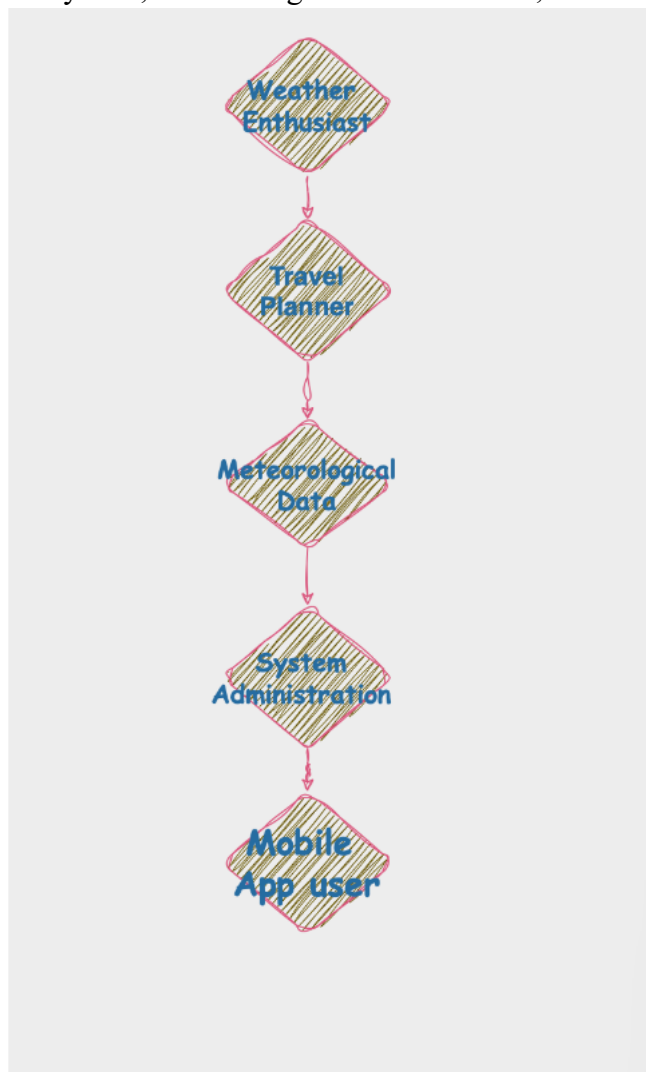 Weather
Enthusiast
Travel
Planner
Meteorological
Data
System
Administration
Mobile
App user